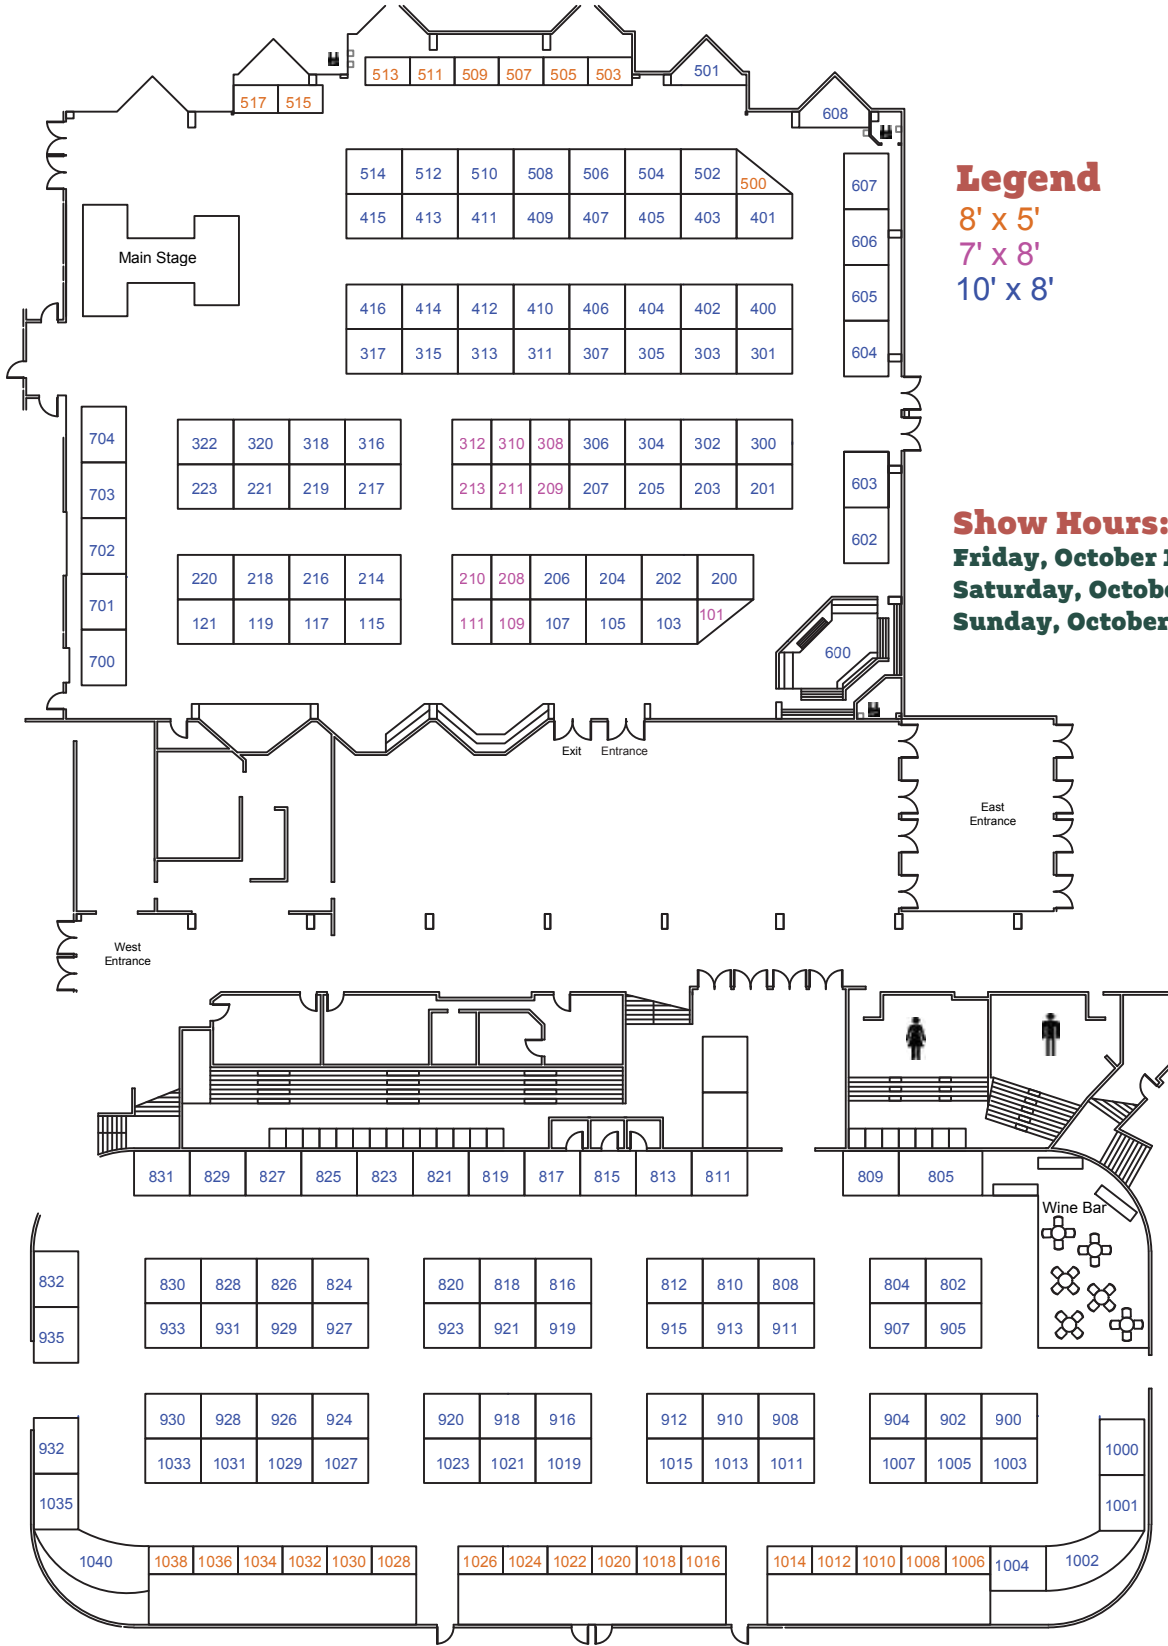 513 511 509 507 505 503
501
517 515
608
514 512 510 508 506 504 502 500
415 413 411 409 407 405 403 401
607
606
605
604
Legend
8' x 5'
7' x 8'
10' x 8'
Main Stage
416 414 412 410 406 404 402 400
317 315 313 311 307 305 303 301
704
703
702
701
700
322 320 318 316
223 221 219 217
312 310 308 306 304 302 300
213 211 209 207 205 203 201
603
602
Show Hours:
Friday, October
Saturday,
Sunday, October
220 218 216 214
121 119 117 115
210 208 206 204 202 200
111 109 107 105 103 101
600
Exit Entrance
East
Entrance
West
Entrance
831 829 827 825 823 821 819 817 815 813 811
809 805
Wine Bar
832
935
830 828 826 824
933 931 929 927
820 818 816
923 921 919
812 810 808
915 913 911
804 802
907 905
932
1035
930 928 926 924
1033 1031 1029 1027
920 918 916
1023 1021 1019
912 910 908
1015 1013 1011
904 902 900
1007 1005 1003
1000
1001
1040
1038 1036 1034 1032 1030 1028
1026 1024 1022 1020 1018 1016
1014 1012 1010 1008 1006 1004 1002